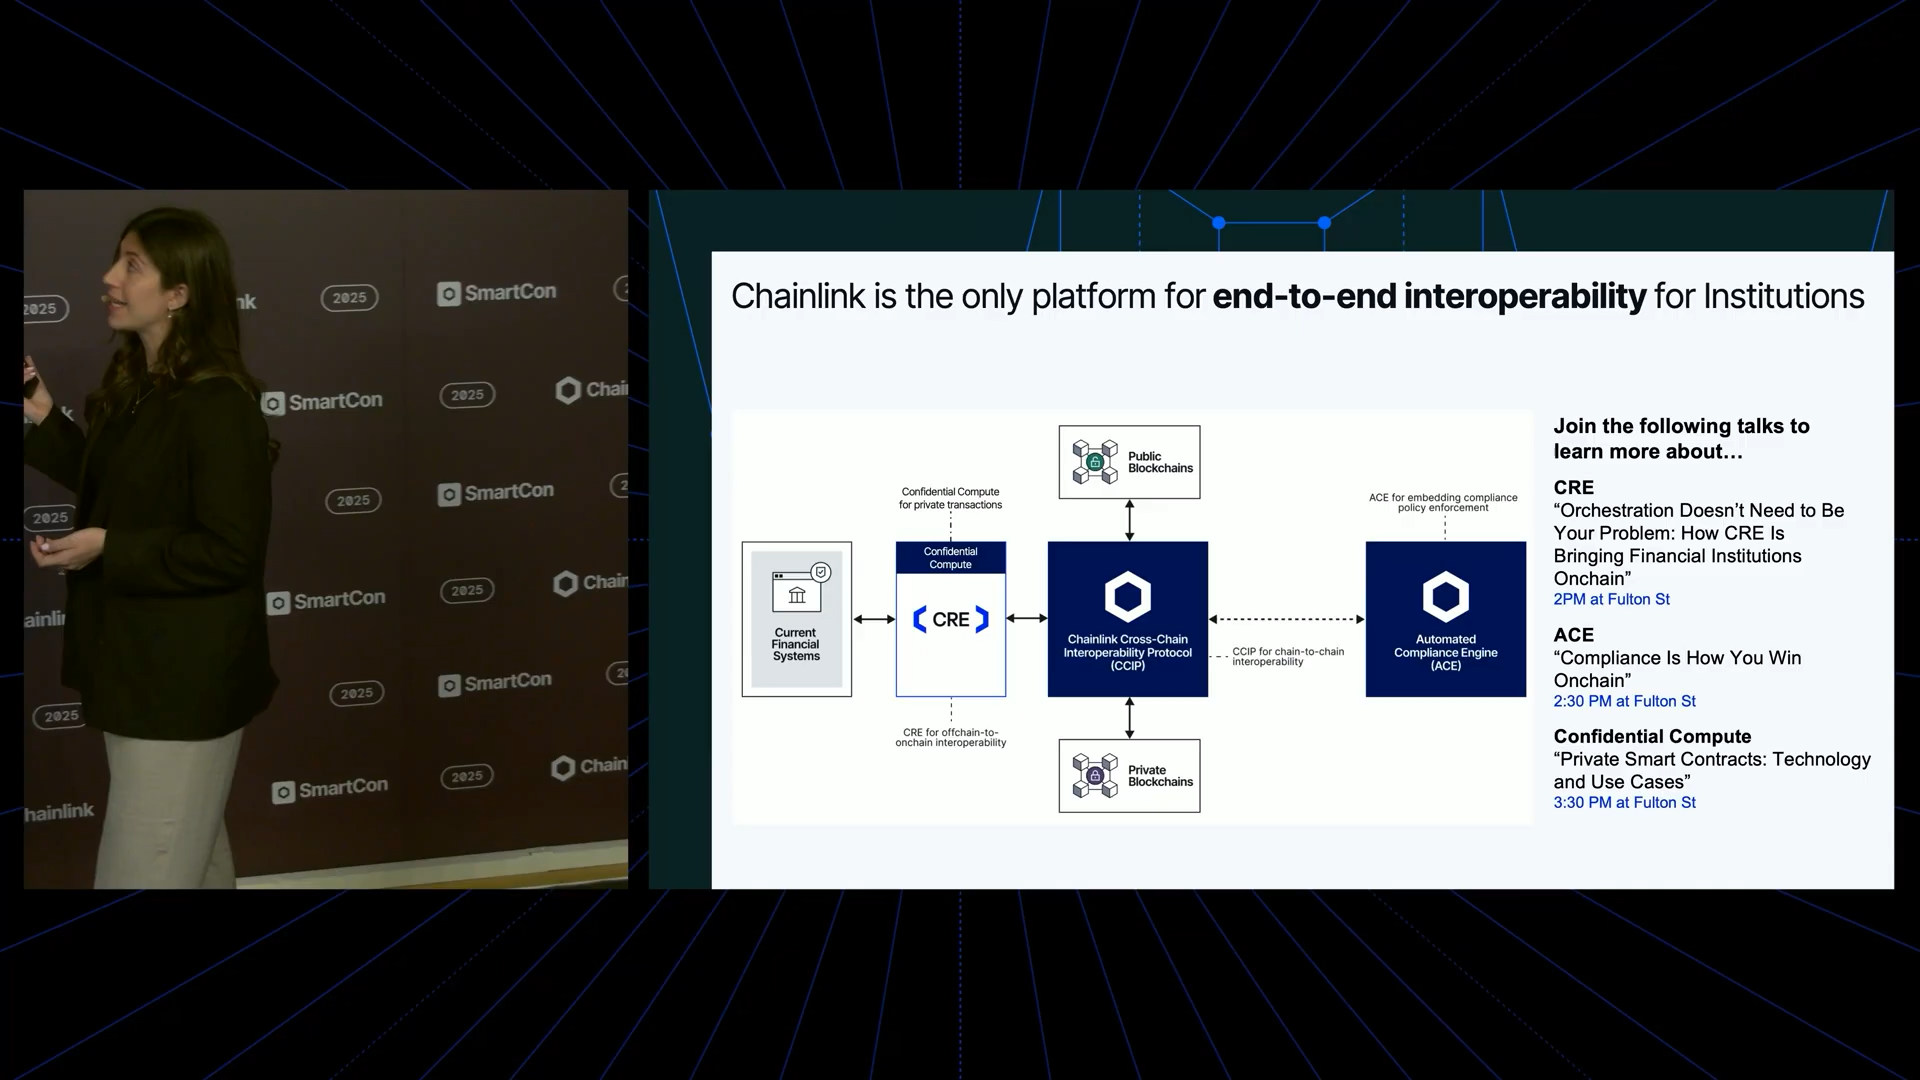 2025
nk
2025
SmartCon
SmartCon
2025
Chain
k
2025
SmartCon
2025
2025
Chain
SmartCon
ainlin
2025
SmartCon
2025
2025
Chain
SmartCon
hainlink
Chainlink is the only platform for end-to-end interoperability for Institutions
Public
Blockchains
Confidential Compute
for private transactions
ACE for embedding compliance
policy enforcement
Current
Financial
Systems
Confidential
Compute
CRE
Chainlink Cross-Chain
Interoperability Protocol
(CCIP)
CCIP for chain-to-chain
interoperability
Automated
Compliance Engine
(ACE)
CRE for offchain-to-
onchain interoperability
Private
Blockchains
Join the following talks to
learn more about...
CRE
“Orchestration Doesn’t Need to Be
Your Problem: How CRE Is
Bringing Financial Institutions
Onchain”
2PM at Fulton St
ACE
“Compliance Is How You Win
Onchain”
2:30 PM at Fulton St
Confidential Compute
“Private Smart Contracts: Technology
and Use Cases”
3:30 PM at Fulton St